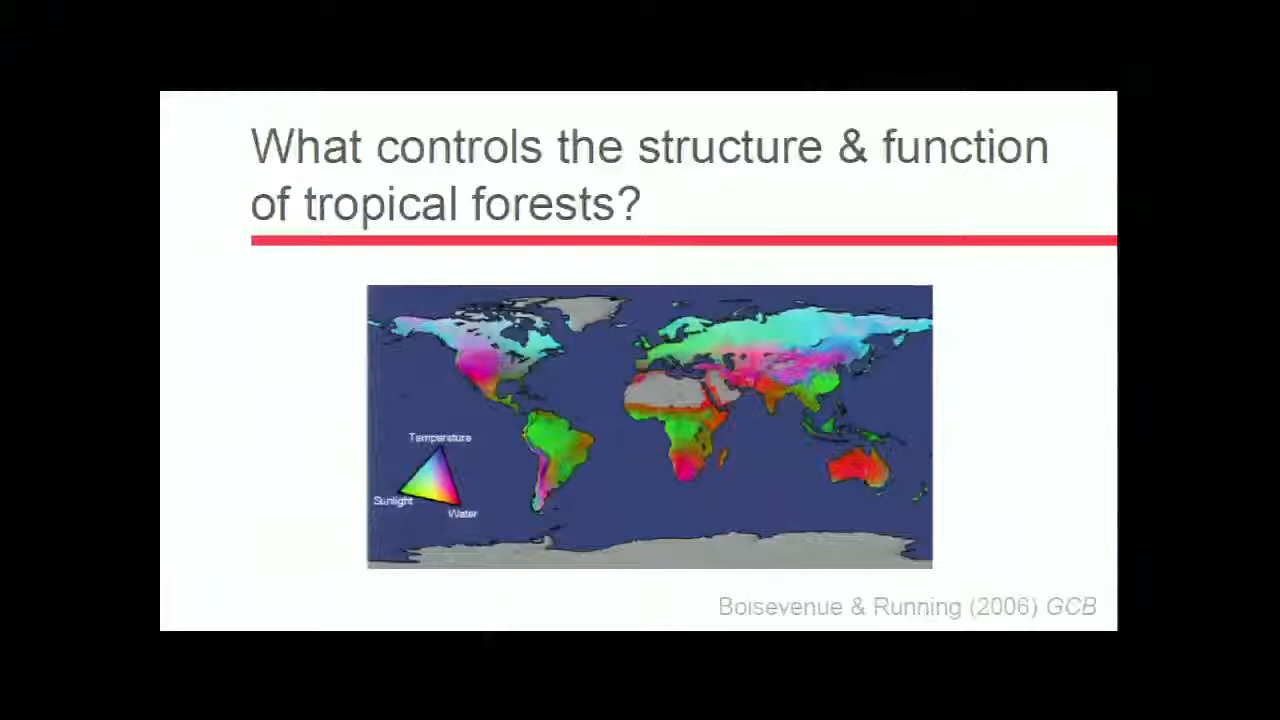 What controls the structure & function
of tropical forests?
Temperature
Sunlight
Water
Boisevenue & Running (2006) GCB